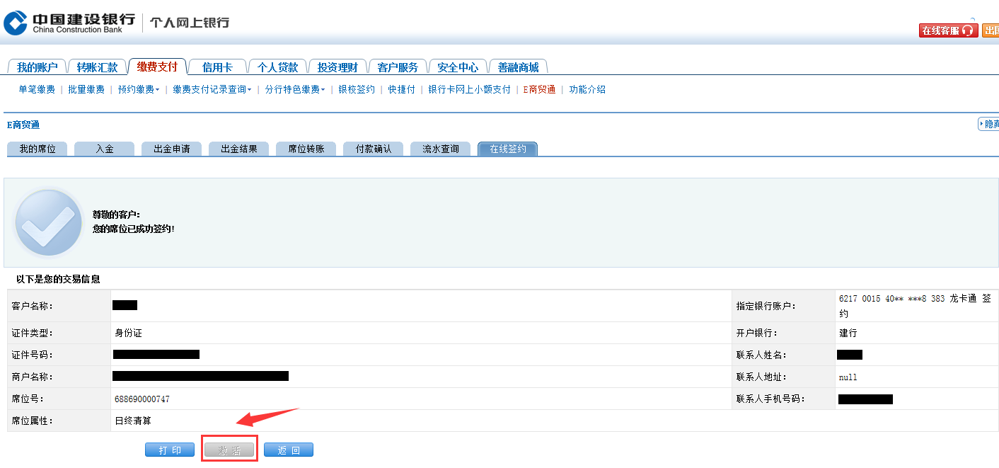 中国建设银行 个人网上银行
China Construction Bank
在线客服 出国
我的账户 转账汇款 缴费支付 信用卡 个人贷款 投资理财 客户服务 安全中心 善融商城
单笔缴费 | 批量缴费 | 预约缴费 | 缴费支付记录查询 | 分行特色缴费 | 银校签约 | 快捷付 | 银行卡网上小额支付 | E商贸通 | 功能介绍
E商贸通 隐藏
我的席位 入金 出金申请 出金结果 席位转账 付款确认 流水查询 在线签约
尊敬的客户:
您的席位已成功签约!
以下是您的交易信息
客户名称: 指定银行账户: 6217 0015 40** ***8 383 龙卡通 签
约
证件类型: 身份证 开户银行: 建行
证件号码: 联系人姓名:
商户名称: 联系人地址: null
席位号: 688690000747 联系人手机号码:
席位属性: 日终清算
打 印 激 活 返 回